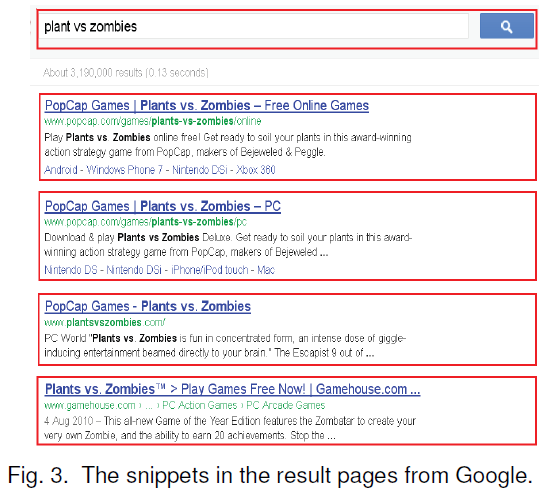 plant vs zombies
About 3,190,000 results (0.13 seconds)
PopCap Games | Plants vs. Zombies – Free Online Games
www.popcap.com/games/plants-vs-zombies/online
Play Plants vs. Zombies online free! Get ready to soil your plants in this award-winning
action strategy game from PopCap, makers of Bejeweled & Peggle.
Android - Windows Phone 7 - Nintendo DSi - Xbox 360
PopCap Games | Plants vs. Zombies – PC
www.popcap.com/games/plants-vs-zombies/pc
Download & play Plants vs Zombies Deluxe. Get ready to soil your plants in this award-
winning action strategy game from PopCap, makers of Bejeweled ...
Nintendo DS - Nintendo DSi - iPhone/iPod touch - Mac
PopCap Games - Plants vs. Zombies
www.plantsvszombies.com/
PC World "Plants vs. Zombies is fun in concentrated form, an intense dose of giggle-
inducing entertainment beamed directly to your brain." The Escapist 9 out of ...
Plants vs. Zombies™ > Play Games Free Now! | Gamehouse.com ...
www.gamehouse.com › ... › PC Action Games › PC Arcade Games
4 Aug 2010 – This all-new Game of the Year Edition features the Zombatar to create your
very own Zombie, and the ability to earn 20 achievements. Stop the ...
Fig. 3. The snippets in the result pages from Google.